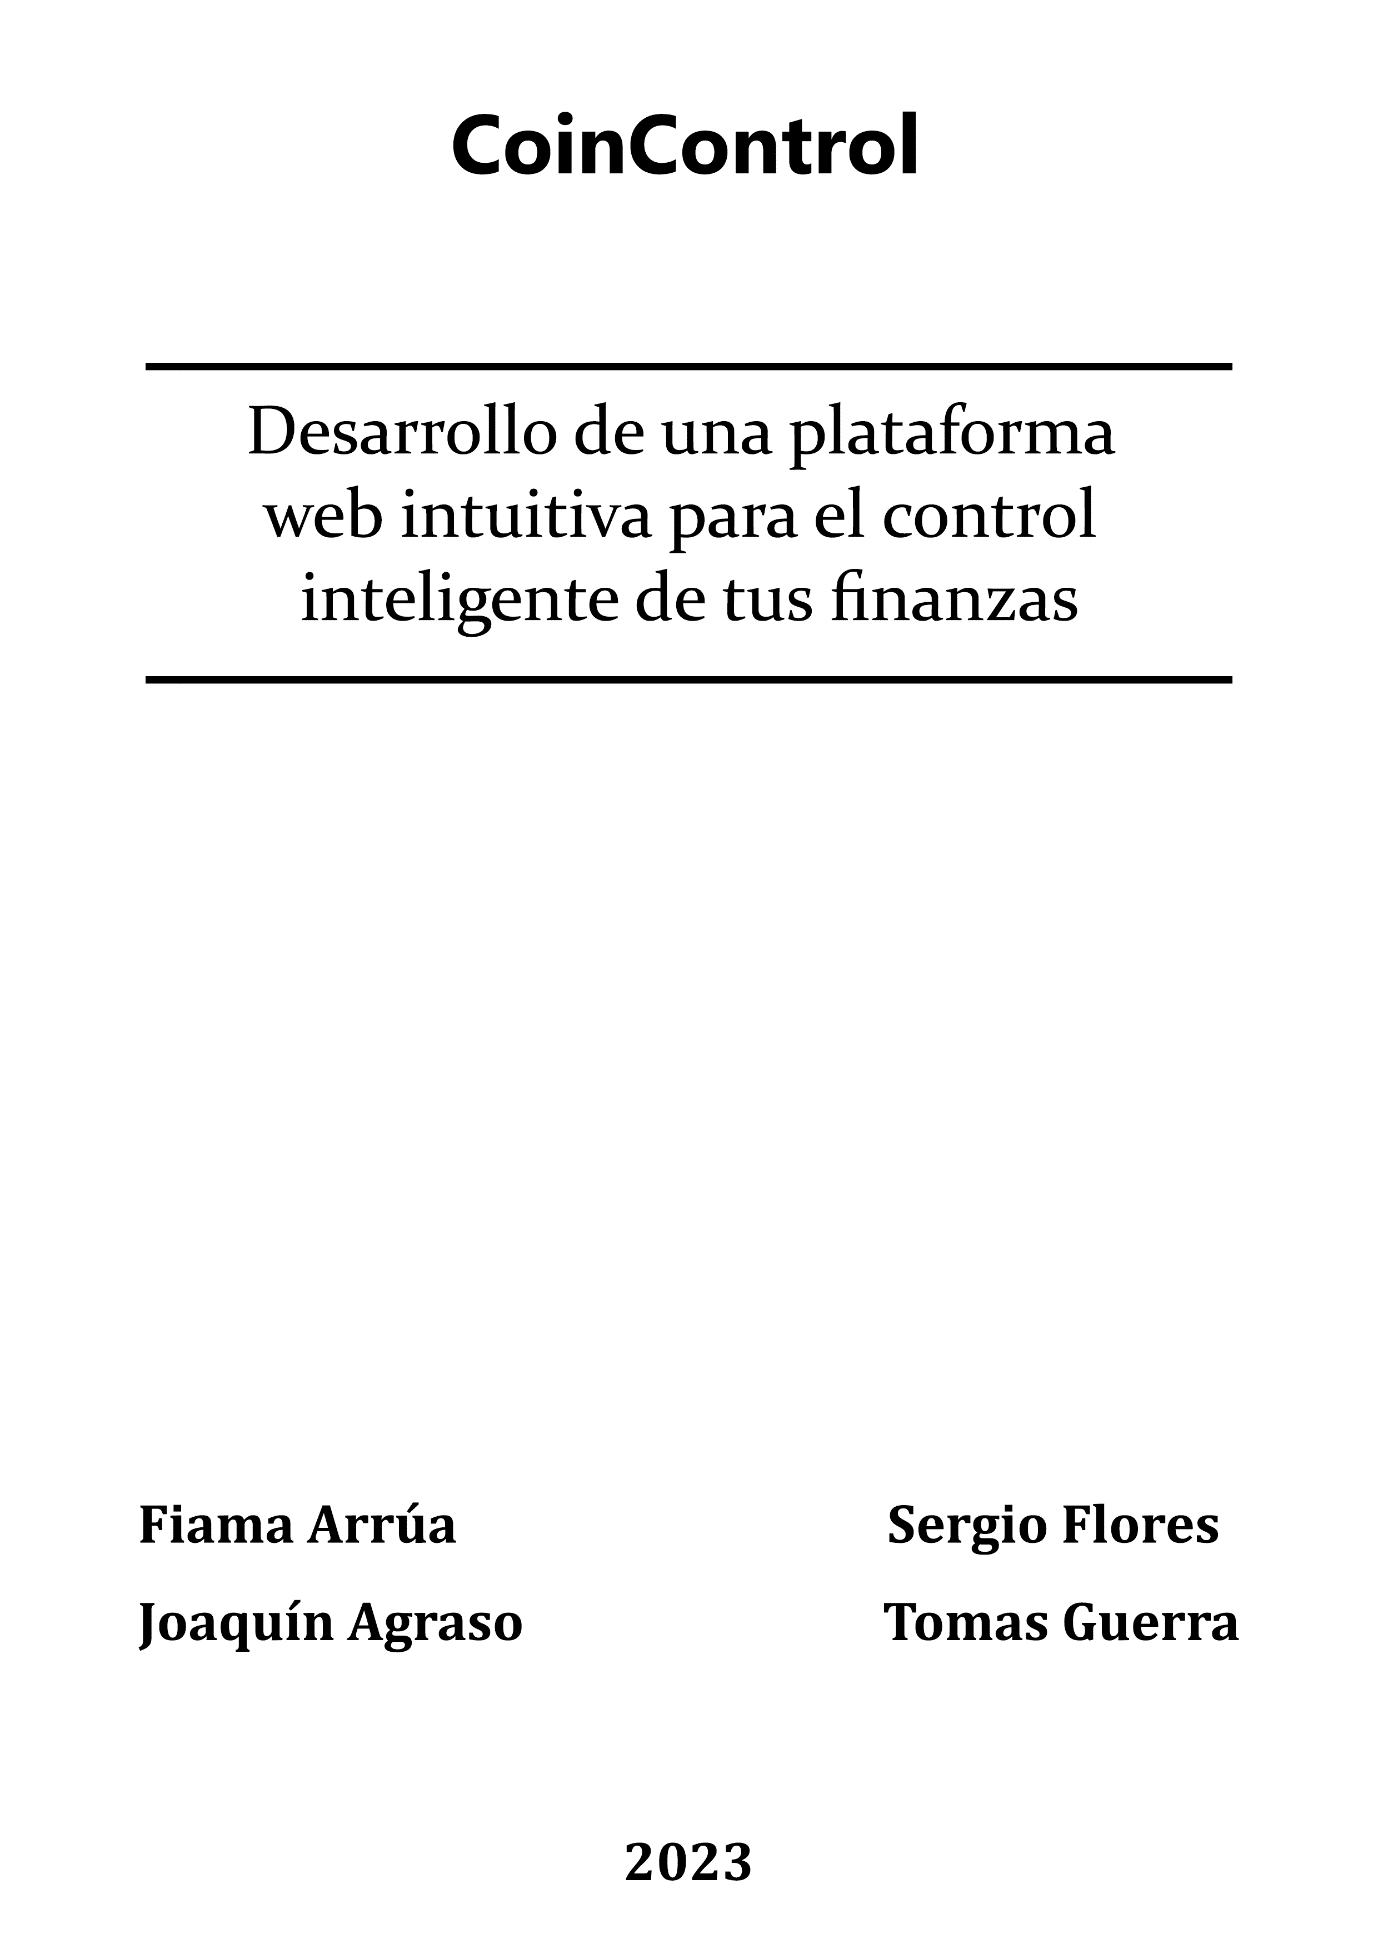 CoinControl
Desarrollo de una plataforma
web intuitiva para el control
inteligente de tus finanzas
Fiama Arrúa
Sergio Flores
Joaquín Agraso
Tomas Guerra
2023